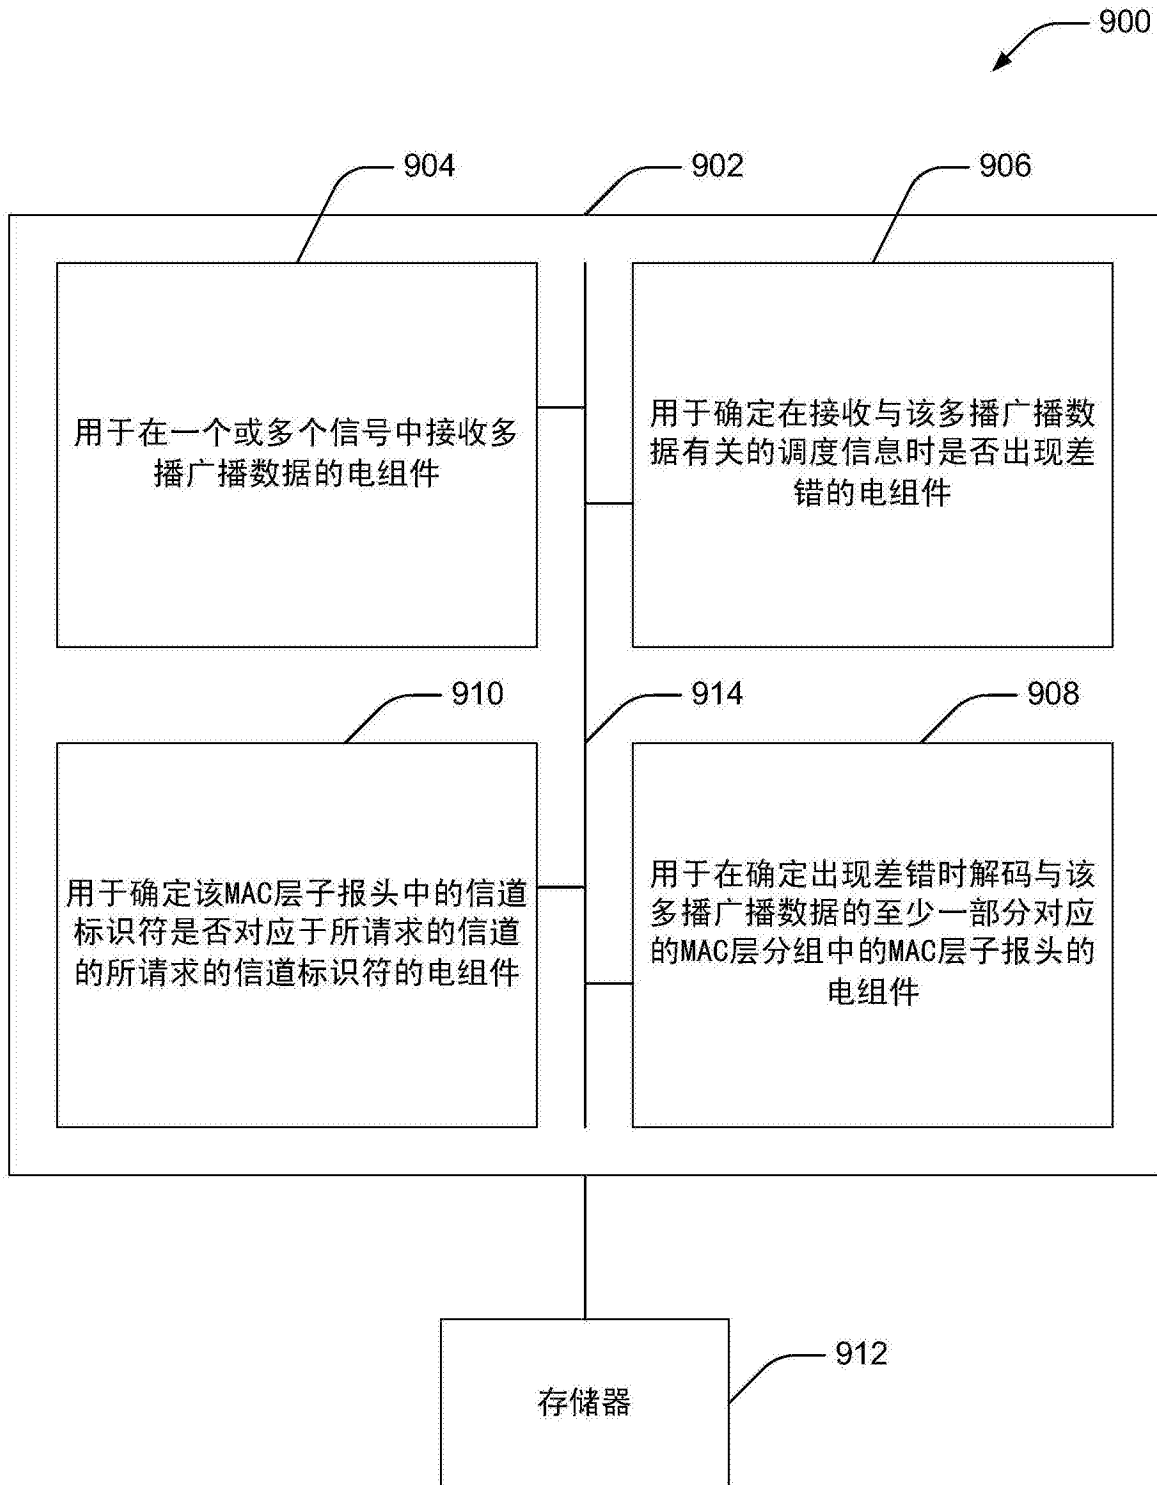 900
904
902
906
用于在一个或多个信号中接收多
播广播数据的电组件
用于确定在接收与该多播广播数
据有关的调度信息时是否出现差
错的电组件
910
914
908
用于确定该MAC层子报头中的信道
标识符是否对应于所请求的信道
的所请求的信道标识符的电组件
用于在确定出现差错时解码与该
多播广播数据的至少一部分对应
的MAC层分组中的MAC层子报头的
电组件
912
存储器